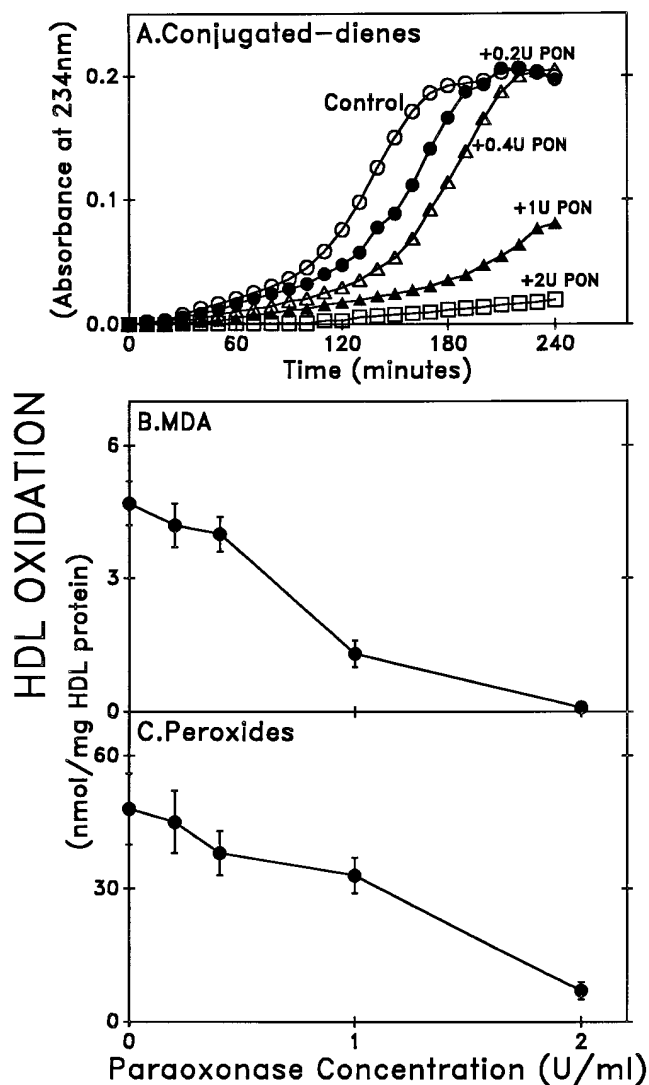 A.Conjugated-dienes
(Absorbance at 234nm)
0.2
0.1
0.0
Control
+0.2U PON
+0.4U PON
+1U PON
+2U PON
0
60
120
180
240
Time (minutes)
HDL OXIDATION
(nmol/mg HDL protein)
B.MDA
6
3
0
C.Peroxides
60
30
0
0
1
2
Paraoxonase Concentration (U/ml)